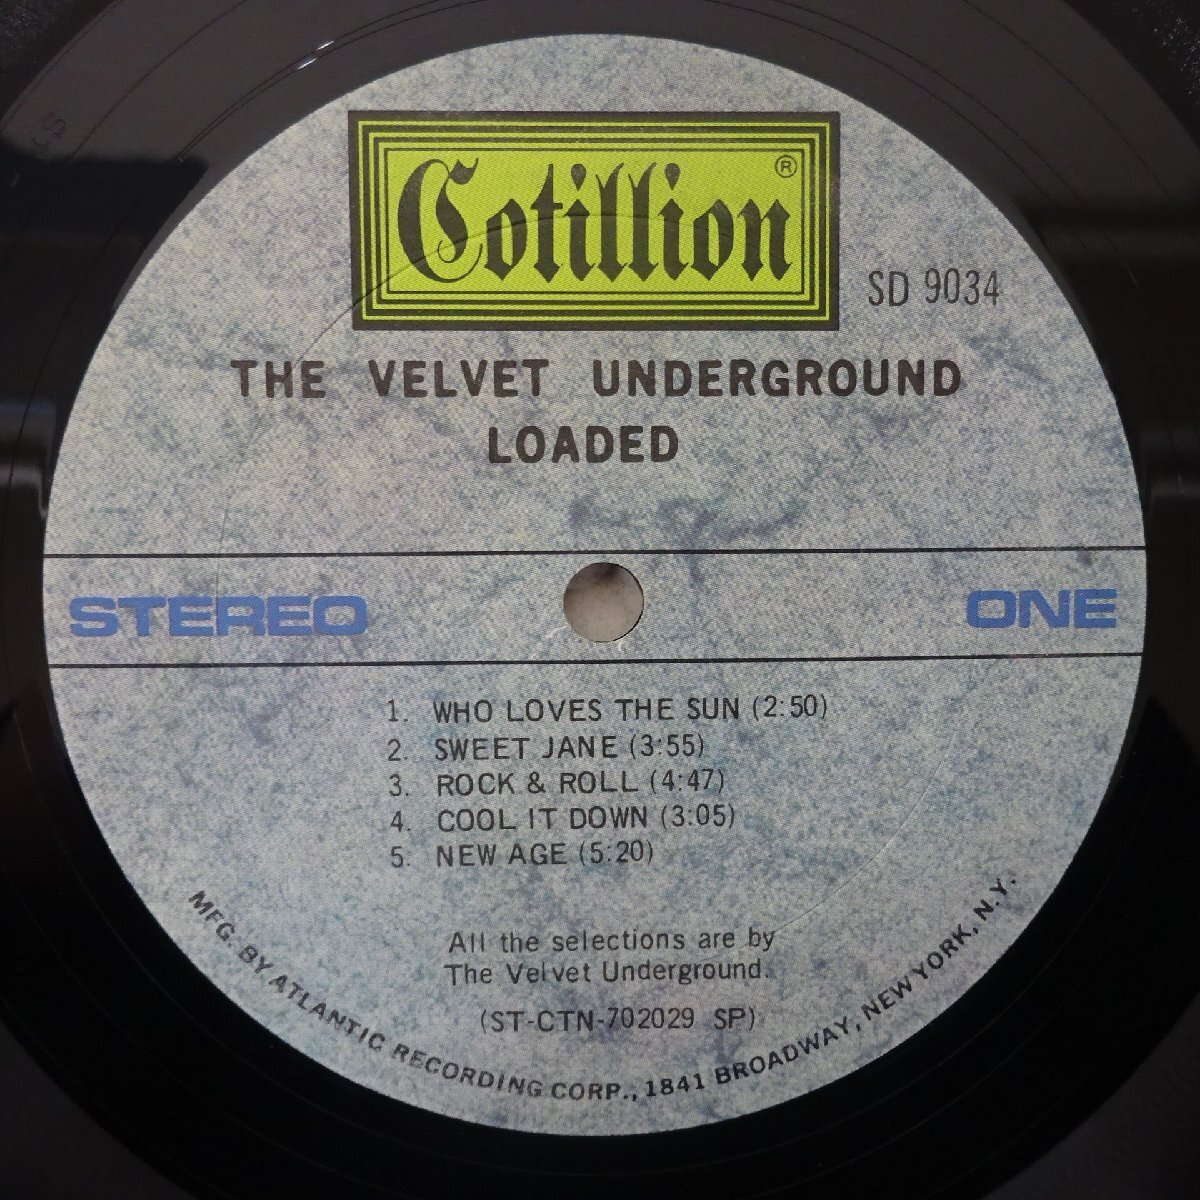 Cotillion ®
SD 9034
THE VELVET UNDERGROUND
LOADED
STEREO
ONE
1. WHO LOVES THE SUN (2:50)
2. SWEET JANE (3:55)
3. ROCK & ROLL (4:47)
4. COOL IT DOWN (3:05)
5. NEW AGE (5:20)
All the selections are by
The Velvet Underground.
(ST-CTN-702029 SP)
MFG. BY ATLANTIC RECORDING CORP., 1841 BROADWAY, NEW YORK, N.Y.